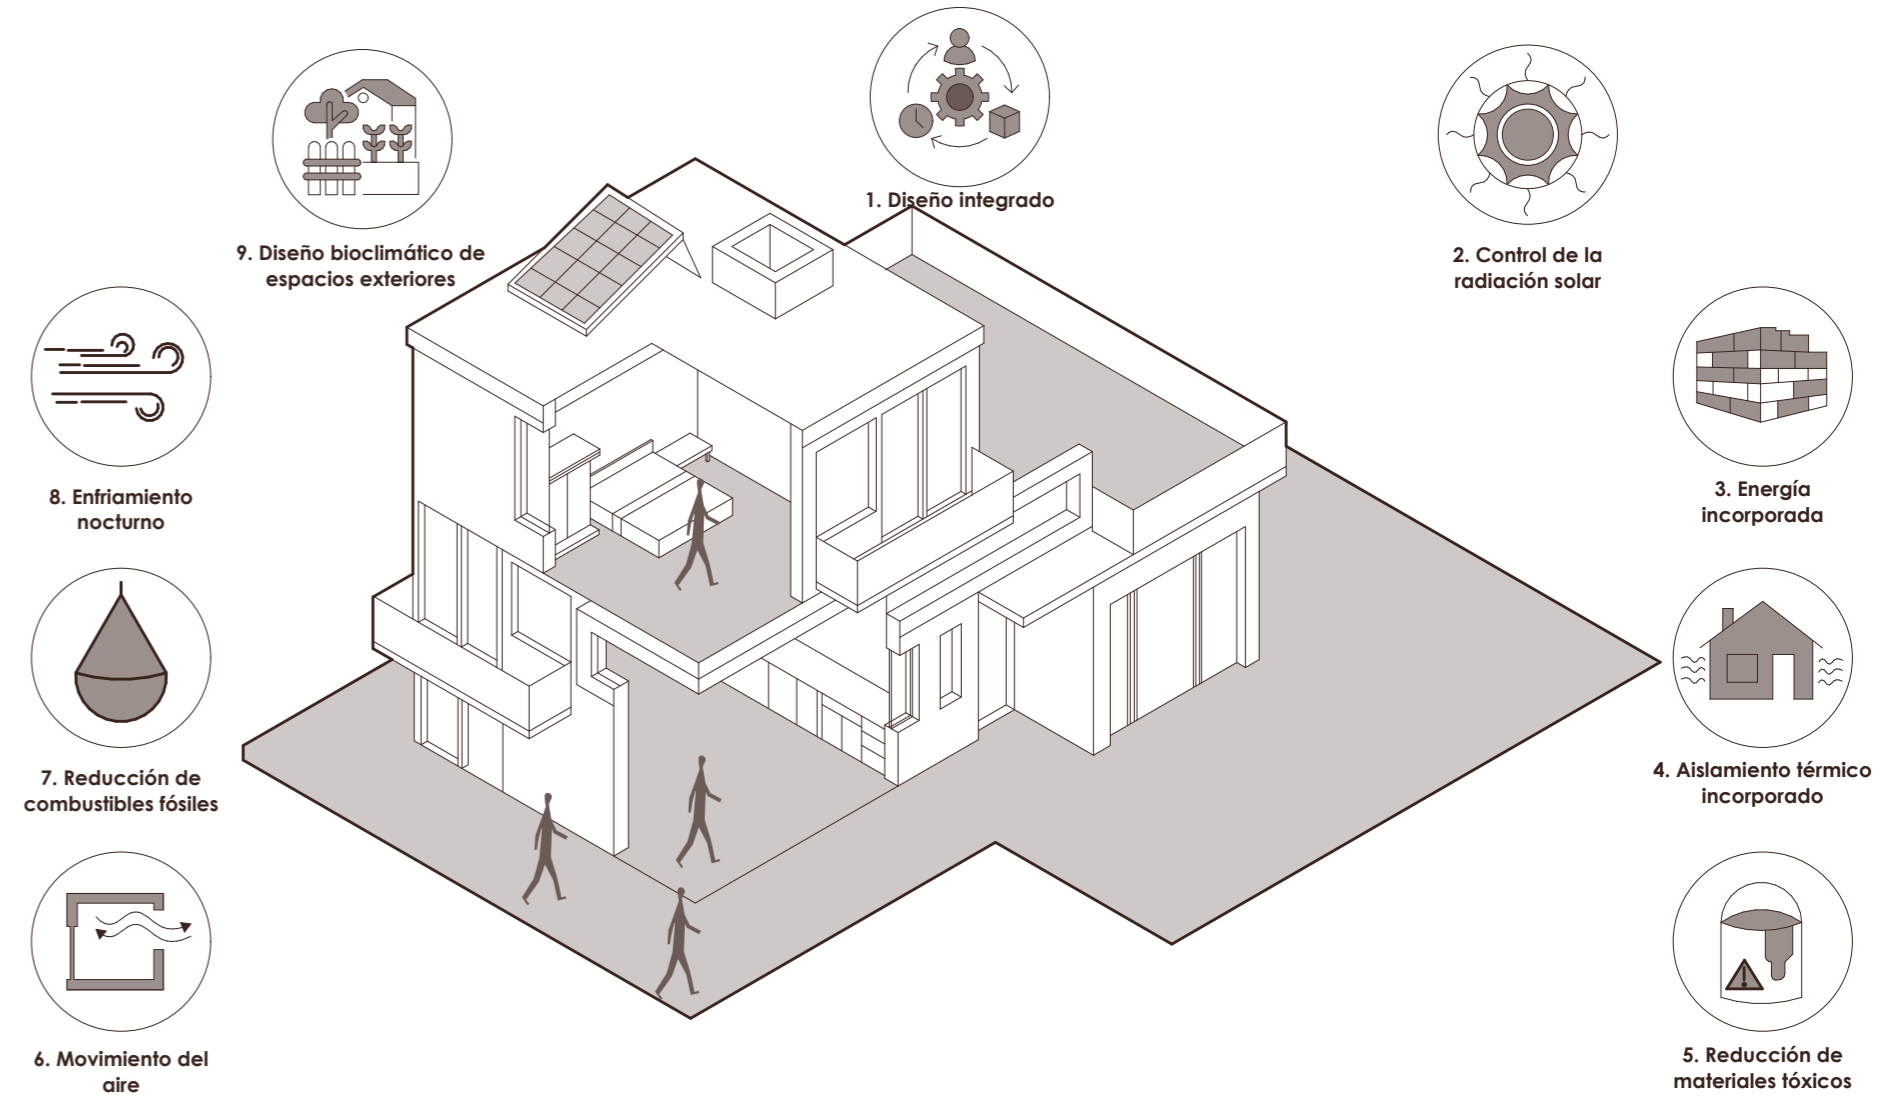 1. Diseño integrado
2. Control de la
radiación solar
3. Energía
incorporada
4. Aislamiento térmico
incorporado
5. Reducción de
materiales tóxicos
6. Movimiento del
aire
7. Reducción de
combustibles fósiles
8. Enfriamiento
nocturno
9. Diseño bioclimático de
espacios exteriores